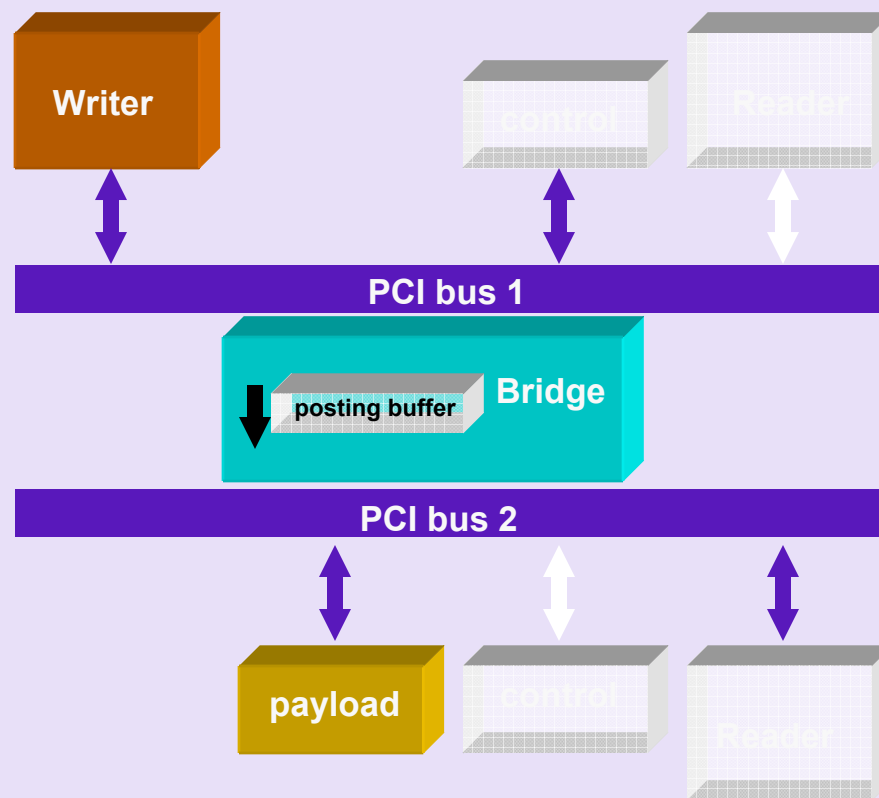 Writer
control
Reader
PCI bus 1
Bridge
posting buffer
PCI bus 2
payload
control
Reader